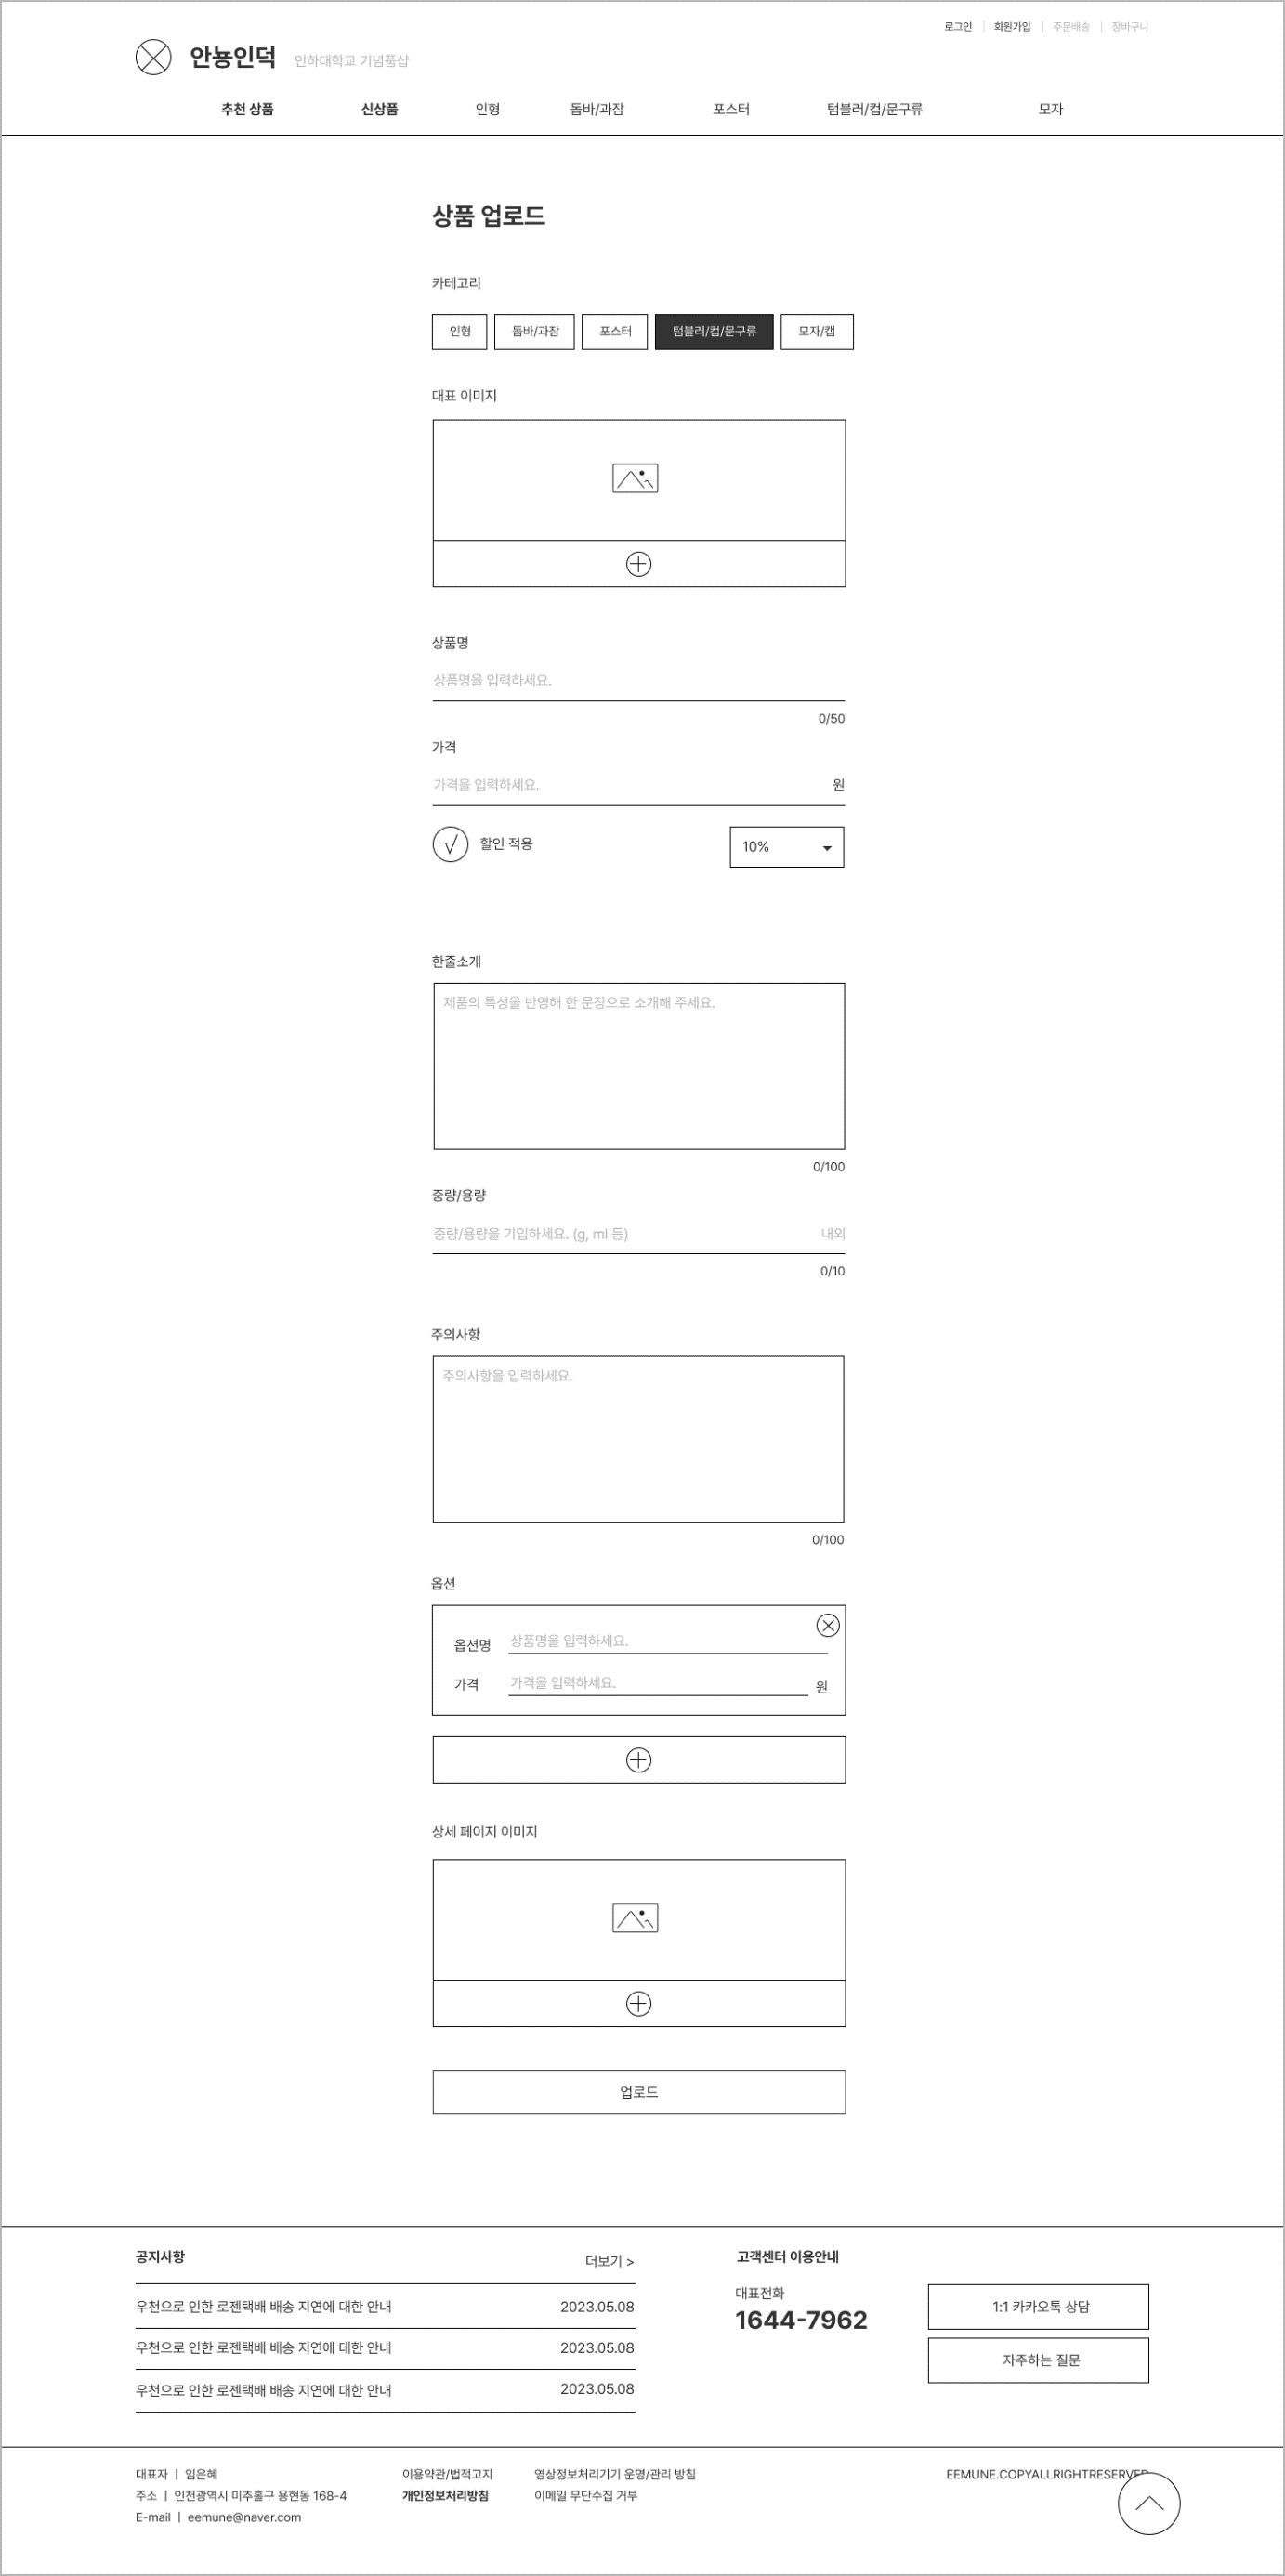 로그인 | 회원가입 | 주문배송 | 장바구니
안뇽인덕 인하대학교 기념품샵
추천 상품 신상품 인형 돕바/과잠 포스터 텀블러/컵/문구류 모자
상품 업로드
카테고리
인형 돕바/과잠 포스터 텀블러/컵/문구류 모자/캡
대표 이미지
상품명
상품명을 입력하세요.
0/50
가격
가격을 입력하세요. 원
할인 적용 10%
한줄소개
제품의 특성을 반영해 한 문장으로 소개해 주세요.
0/100
중량/용량
중량/용량을 기입하세요. (g, ml 등) 내외
0/10
주의사항
주의사항을 입력하세요.
0/100
옵션
옵션명 상품명을 입력하세요.
가격 가격을 입력하세요. 원
상세 페이지 이미지
업로드
공지사항 더보기 >
우천으로 인한 로젠택배 배송 지연에 대한 안내 2023.05.08
우천으로 인한 로젠택배 배송 지연에 대한 안내 2023.05.08
우천으로 인한 로젠택배 배송 지연에 대한 안내 2023.05.08
고객센터 이용안내
대표전화
1644-7962
1:1 카카오톡 상담
자주하는 질문
대표자 | 임은혜
주소 | 인천광역시 미추홀구 용현동 168-4
E-mail | eemune@naver.com
이용약관/법적고지
개인정보처리방침
영상정보처리기기 운영/관리 방침
이메일 무단수집 거부
EEMUNE.COPYALLRIGHTRESERVED